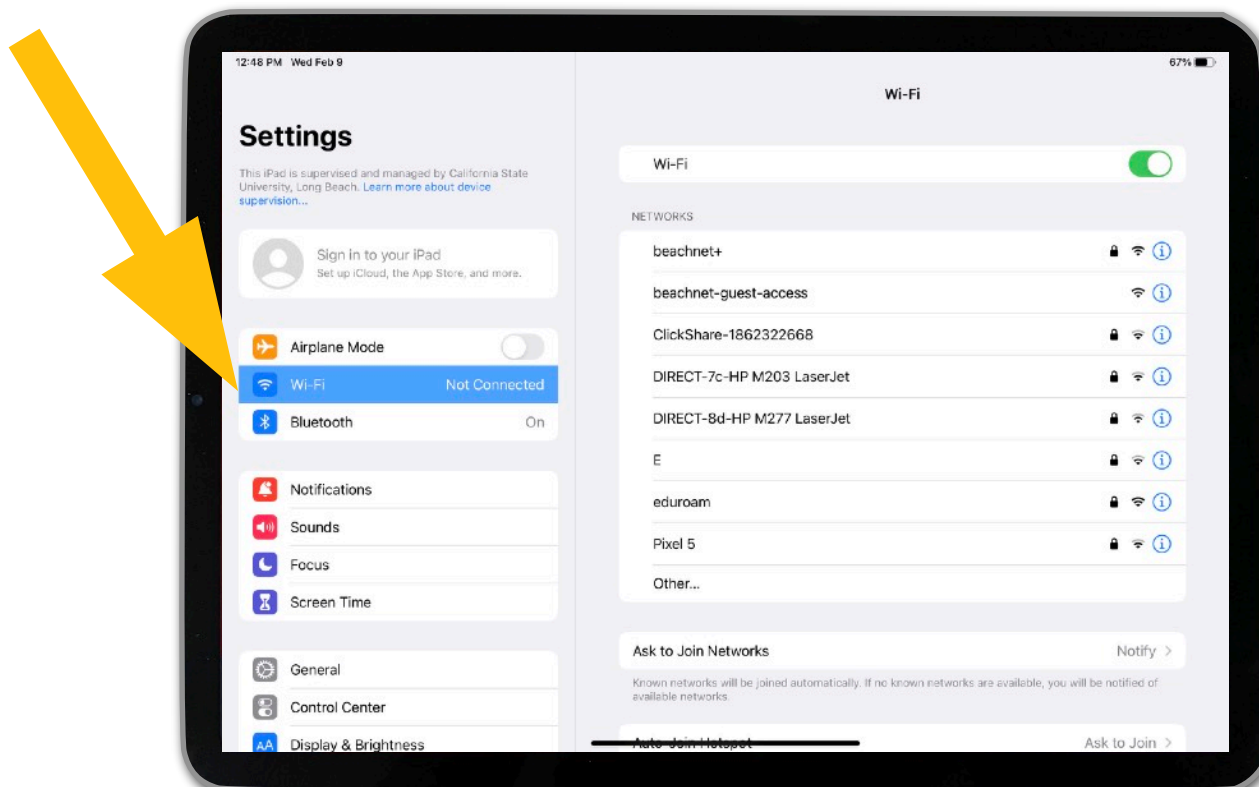 12:48 PM Wed Feb 9
67%
Settings
This iPad is supervised and managed by California State
University, Long Beach. Learn more about device
supervision...
Sign in to your iPad
Set up iCloud, the App Store, and more.
Airplane Mode
Wi-Fi Not Connected
Bluetooth On
Notifications
Sounds
Focus
Screen Time
General
Control Center
AA Display & Brightness
Wi-Fi
Wi-Fi
NETWORKS
beachnet+
beachnet-guest-access
ClickShare-1862322668
DIRECT-7c-HP M203 LaserJet
DIRECT-8d-HP M277 LaserJet
E
eduroam
Pixel 5
Other...
Ask to Join Networks Notify
Known networks will be joined automatically. If no known networks are available, you will be notified of
available networks.
Auto-Join Hotspot Ask to Join